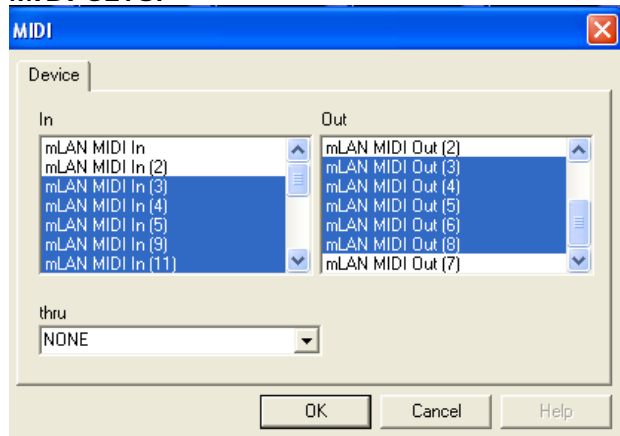 MIDI
Device
In
Out
mLAN MIDI In
mLAN MIDI In (2)
mLAN MIDI In (3)
mLAN MIDI In (4)
mLAN MIDI In (5)
mLAN MIDI In (9)
mLAN MIDI In (11)
mLAN MIDI Out (2)
mLAN MIDI Out (3)
mLAN MIDI Out (4)
mLAN MIDI Out (5)
mLAN MIDI Out (6)
mLAN MIDI Out (8)
mLAN MIDI Out (7)
thru
NONE
OK
Cancel
Help